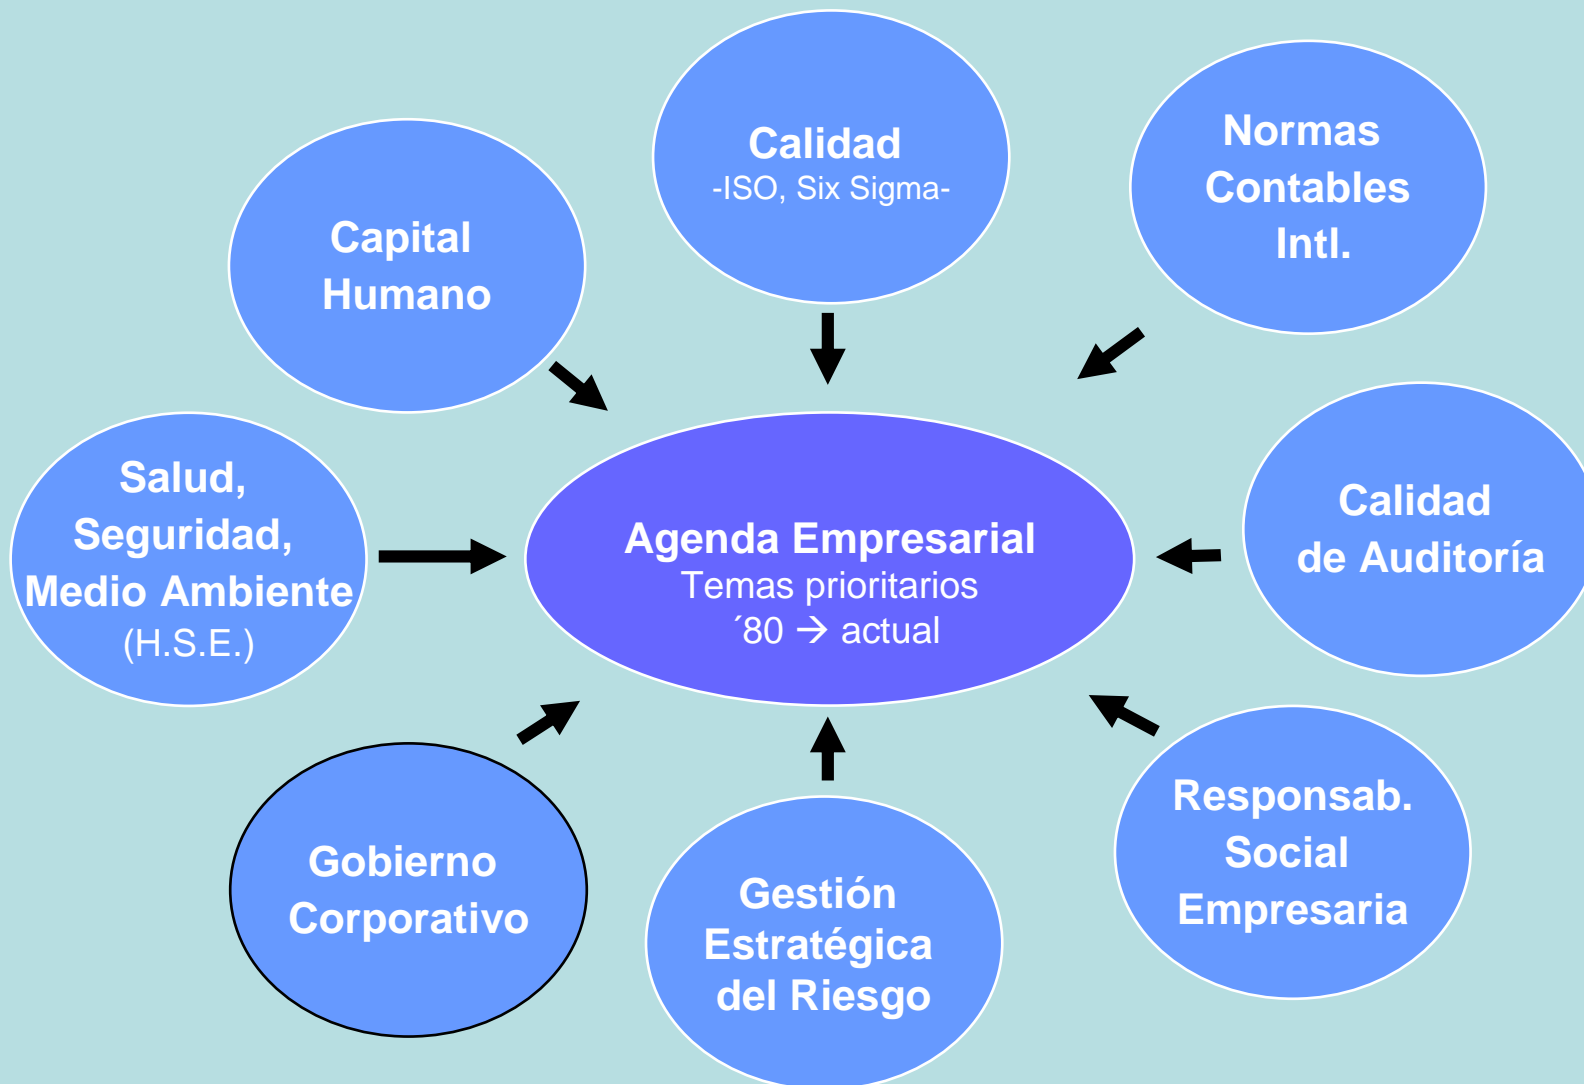 Calidad
-ISO, Six Sigma-
Normas
Contables
Intl.
Capital
Humano
Salud,
Seguridad,
Medio Ambiente
(H.S.E.)
Agenda Empresarial
Temas prioritarios
´80 → actual
Calidad
de Auditoría
Gobierno
Corporativo
Gestión
Estratégica
del Riesgo
Responsab.
Social
Empresaria